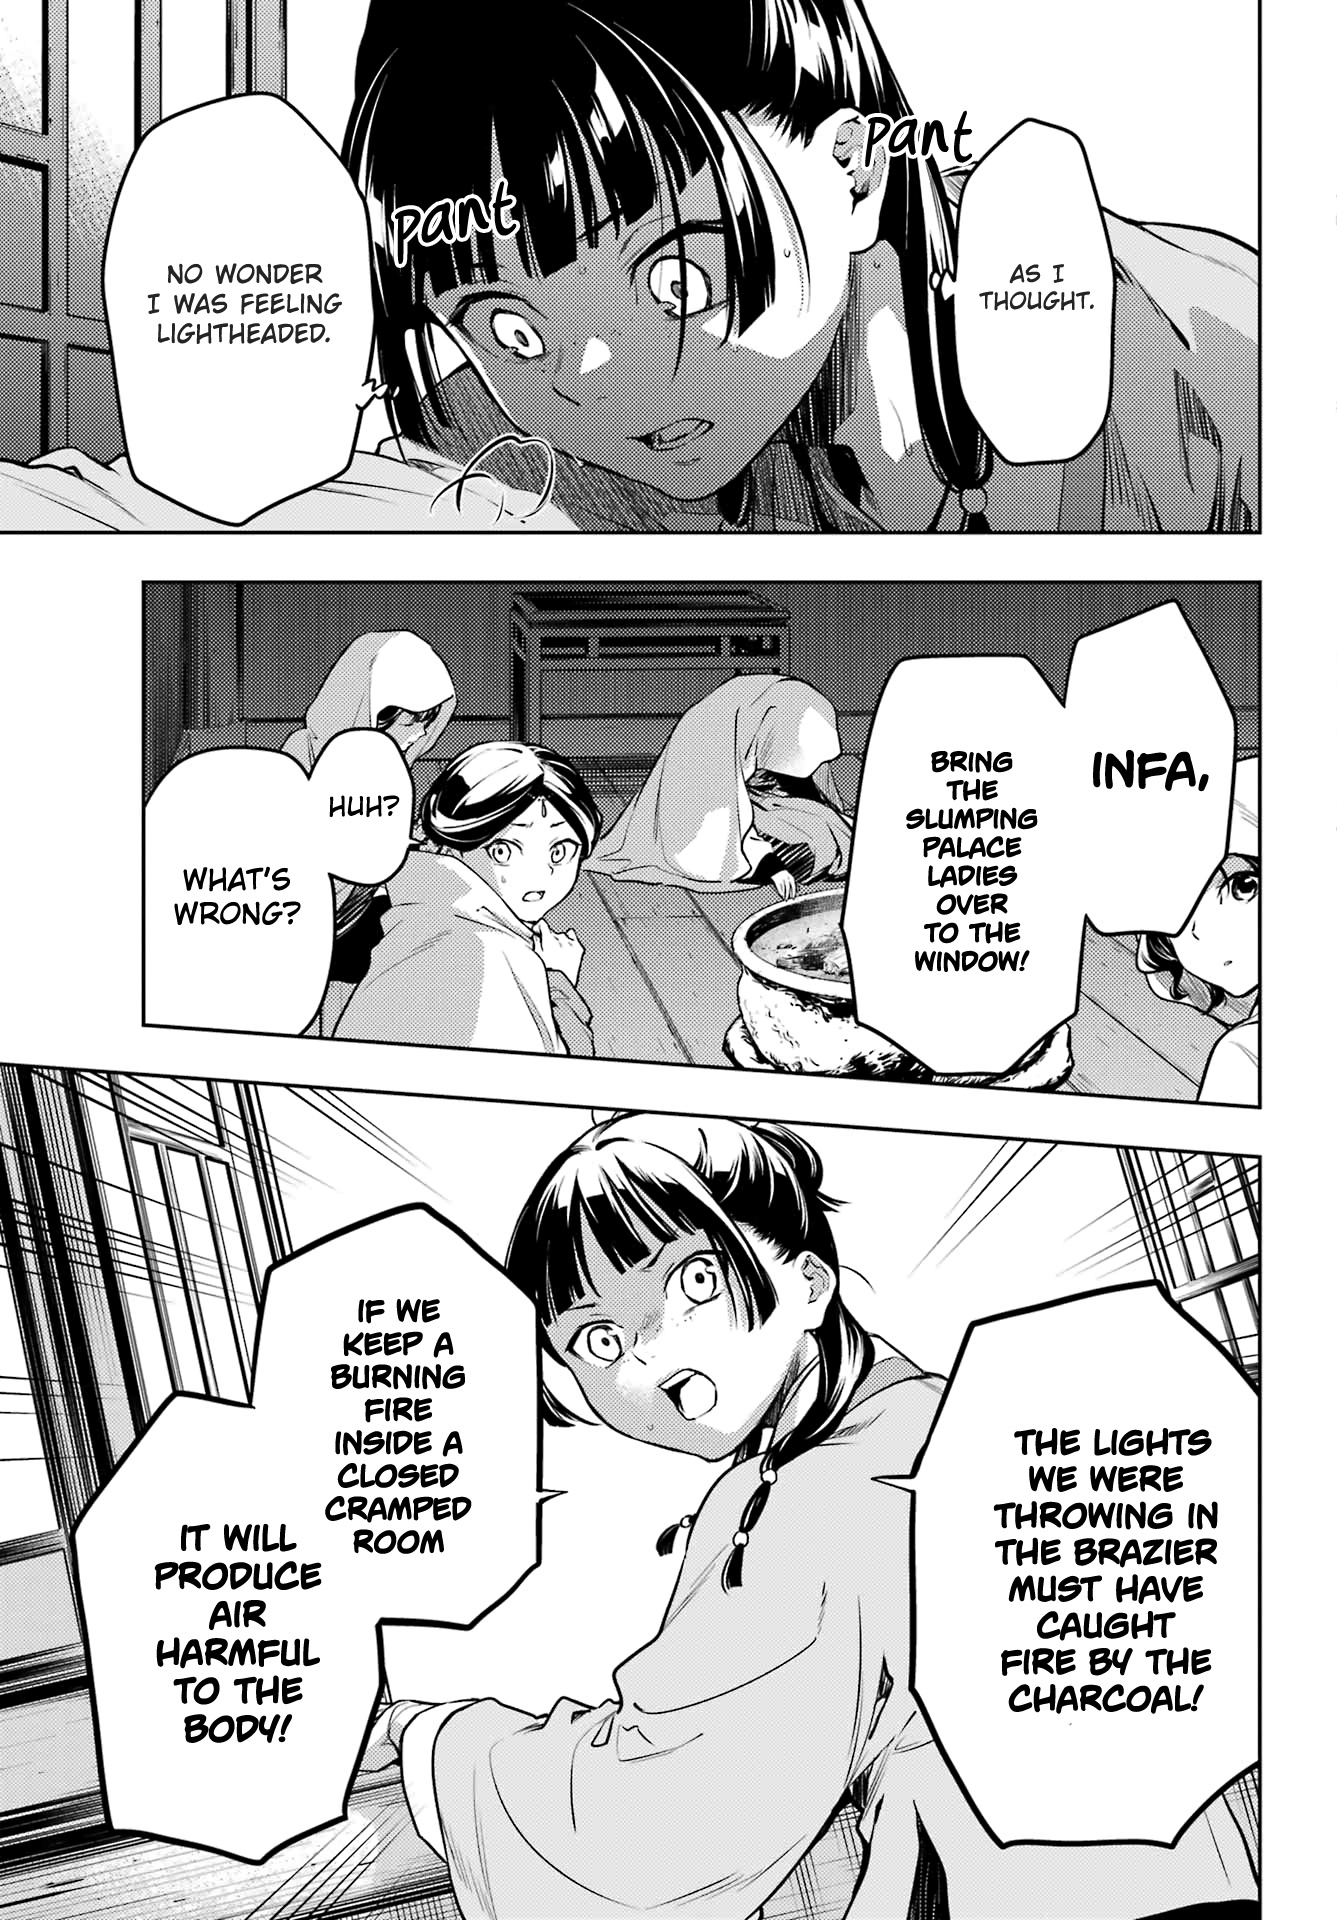 pant
AS I
THOUGHT.
pant
NO WONDER
I WAS FEELING
LIGHTHEADED.
INFA,
BRING
THE
SLUMPING
PALACE
LADIES
OVER
TO THE
WINDOW!
HUH?
WHAT'S
WRONG?
THE LIGHTS
WE WERE
THROWING IN
THE BRAZIER
MUST HAVE
CAUGHT
FIRE BY THE
CHARCOAL!
IF WE
KEEP A
BURNING
FIRE
INSIDE A
CLOSED
CRAMPED
ROOM
IT WILL
PRODUCE
AIR
HARMFUL
TO THE
BODY!